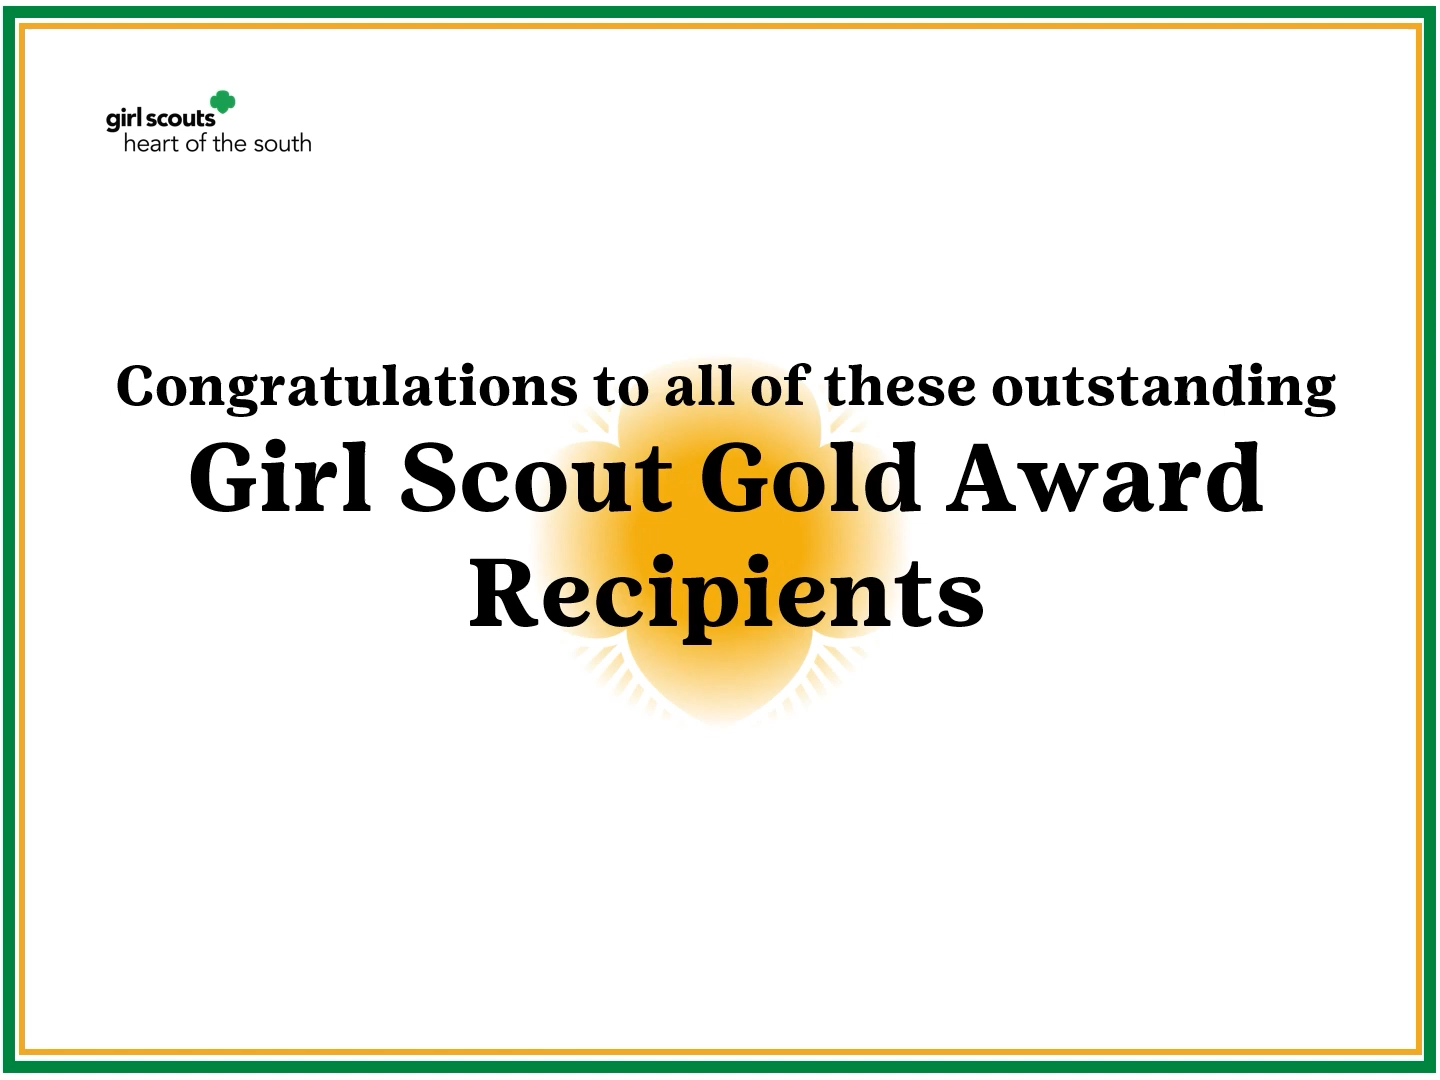 girl scouts
heart of the south
Congratulations to all of these outstanding
Girl Scout Gold Award
Recipients